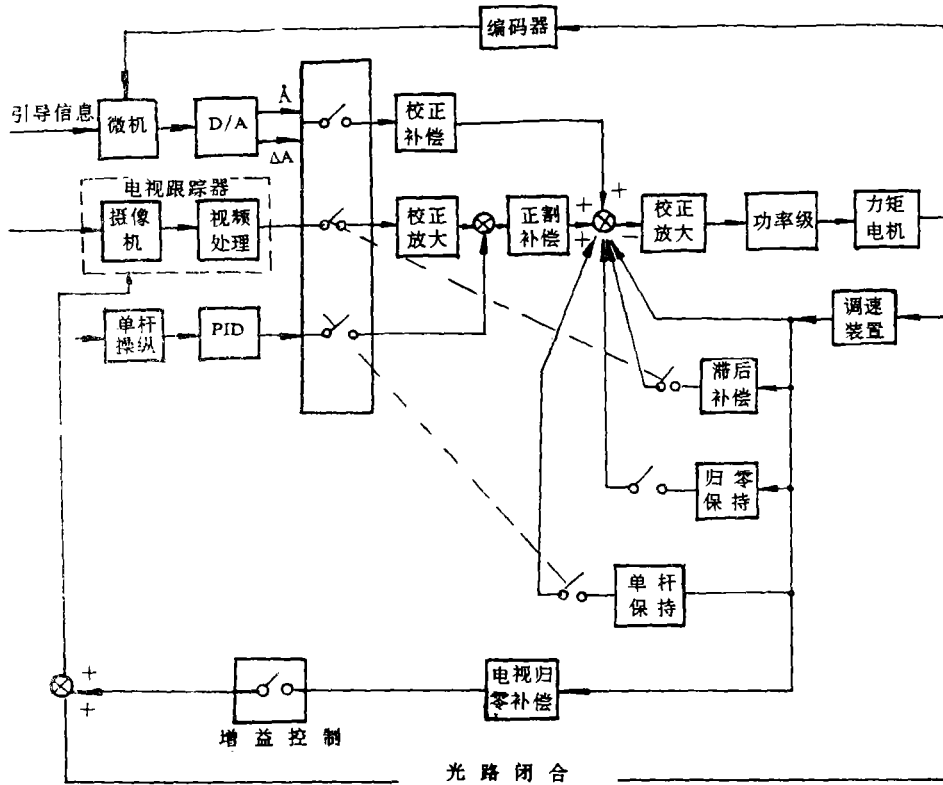 编码器
引导信息
微机
D/A
Ȧ
ΔA
校正
补偿
电视跟踪器
摄像
机
视频
处理
校正
放大
正割
补偿
+
+
+
−
校正
放大
功率级
力矩
电机
单杆
操纵
PID
调速
装置
滞后
补偿
归零
保持
单杆
保持
+
+
增益控制
电视归
零补偿
光路闭合